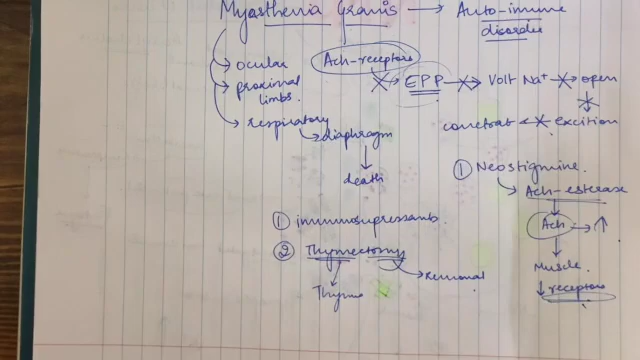 Myasthenia Gravis → Auto-immune
disorder
→ ocular
→ proximal
limbs.
→ respiratory
→ diaphragm
↓
death
Ach-receptors
EPP → Volt Na+ → open
contrat ← excition
① Neostigmine.
→ Ach-esterase
↓
Ach → ↑
↓
Muscle.
↓ receptors
① immunosupressants.
② Thymectomy
→ Removal
Thymus